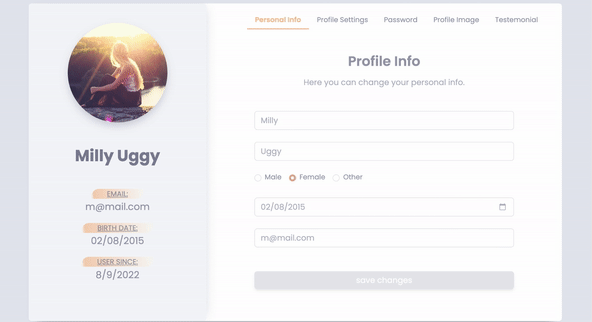 Personal Info Profile Settings Password Profile Image Testemonial
Milly Uggy
EMAIL:
m@mail.com
BIRTH DATE:
02/08/2015
USER SINCE:
8/9/2022
Profile Info
Here you can change your personal info.
Milly
Uggy
Male Female Other
02/08/2015
m@mail.com
save changes